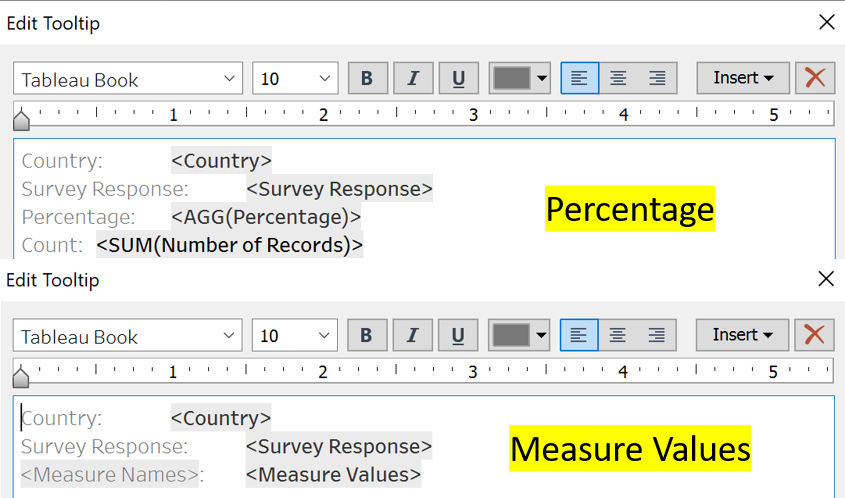 Edit Tooltip
Tableau Book 10 B I U Insert
1 2 3 4 5
Country: <Country>
Survey Response: <Survey Response>
Percentage: <AGG(Percentage)>
Count: <SUM(Number of Records)>
Percentage
Edit Tooltip
Tableau Book 10 B I U Insert
1 2 3 4 5
Country: <Country>
Survey Response: <Survey Response>
<Measure Names>: <Measure Values>
Measure Values